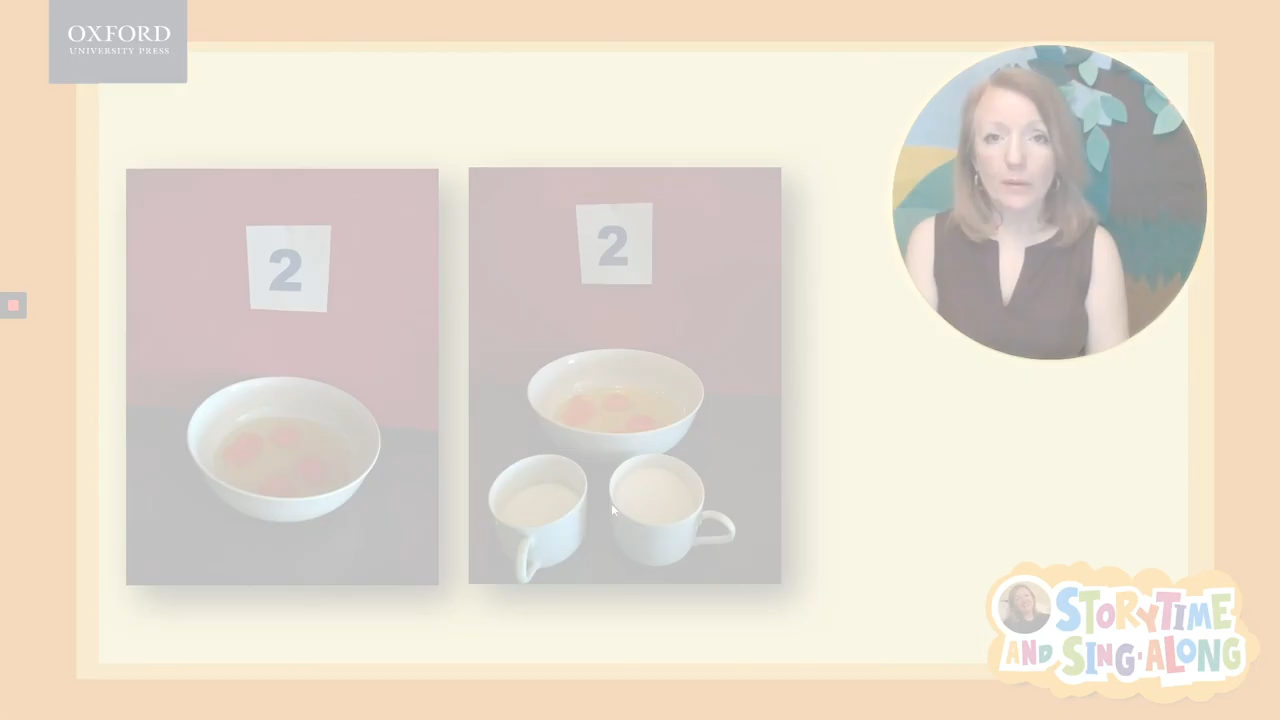 OXFORD
UNIVERSITY PRESS
2
2
STORYTIME
AND SING-ALONG